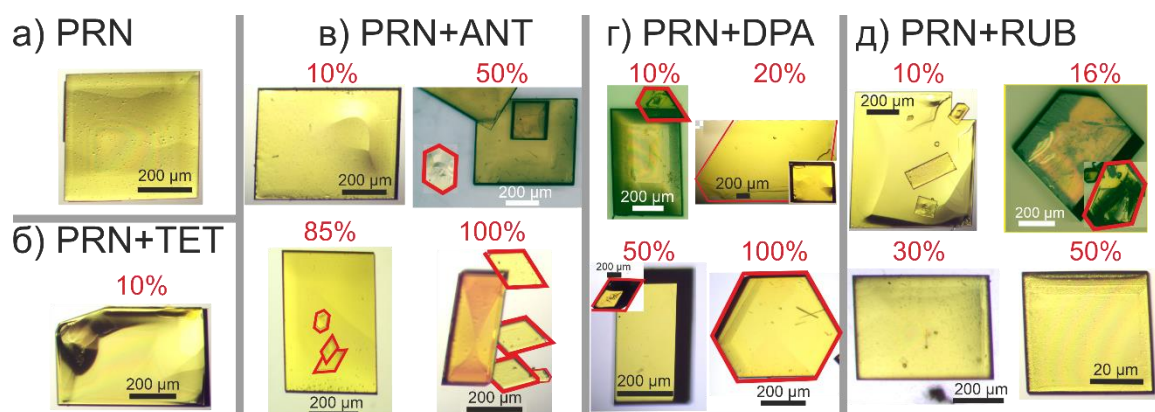 а) PRN
200 µm
б) PRN+TET
10%
200 µm
в) PRN+ANT
10%
50%
200 µm
200 µm
85%
100%
200 µm
200 µm
г) PRN+DPA
10%
20%
200 µm
200 µm
50%
100%
200 µm
200 µm
200 µm
д) PRN+RUB
10%
16%
200 µm
200 µm
30%
50%
200 µm
20 µm